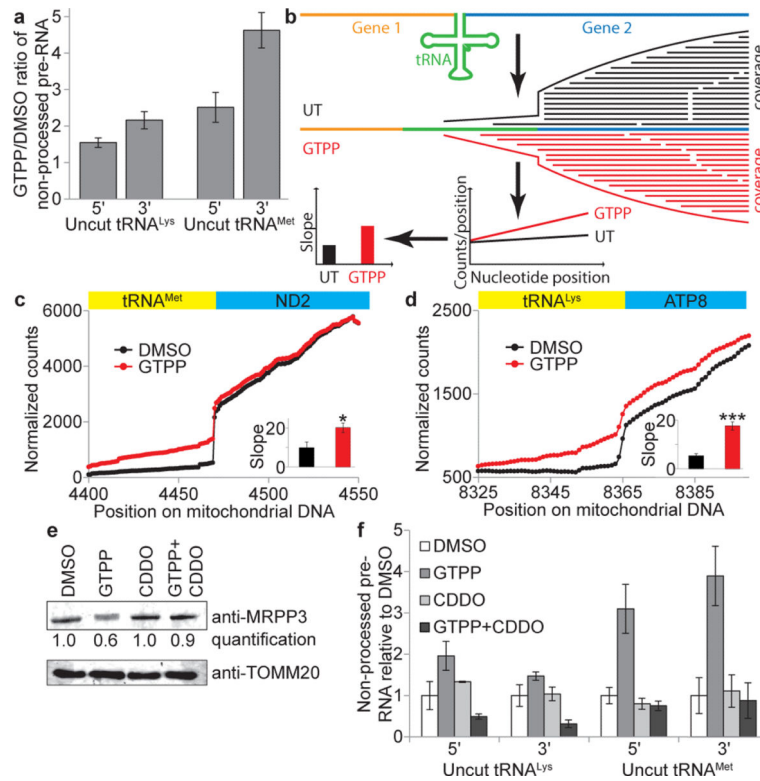 a
GTPP/DMSO ratio of
non-processed pre-RNA
5
4
3
2
1
0
5' 3' 5' 3'
Uncut tRNALys Uncut tRNAMet
b
Gene 1 Gene 2
tRNA
UT
coverage
GTPP
coverage
Slope
UT GTPP
Counts/position
GTPP
UT
Nucleotide position
c
tRNAMet ND2
Normalized counts
6000
4000
2000
0
DMSO
GTPP
Slope
20
0
*
4400 4450 4500 4550
Position on mitochondrial DNA
d
tRNALys ATP8
Normalized counts
2500
1500
500
DMSO
GTPP
Slope
20
0
***
8325 8345 8365 8385
Position on mitochondrial DNA
e
DMSO
GTPP
CDDO
GTPP+
CDDO
anti-MRPP3
1.0 0.6 1.0 0.9 quantification
anti-TOMM20
f
Non-processed pre-
RNA relative to DMSO
5
4
3
2
1
0
DMSO
GTPP
CDDO
GTPP+CDDO
5' 3' 5' 3'
Uncut tRNALys Uncut tRNAMet